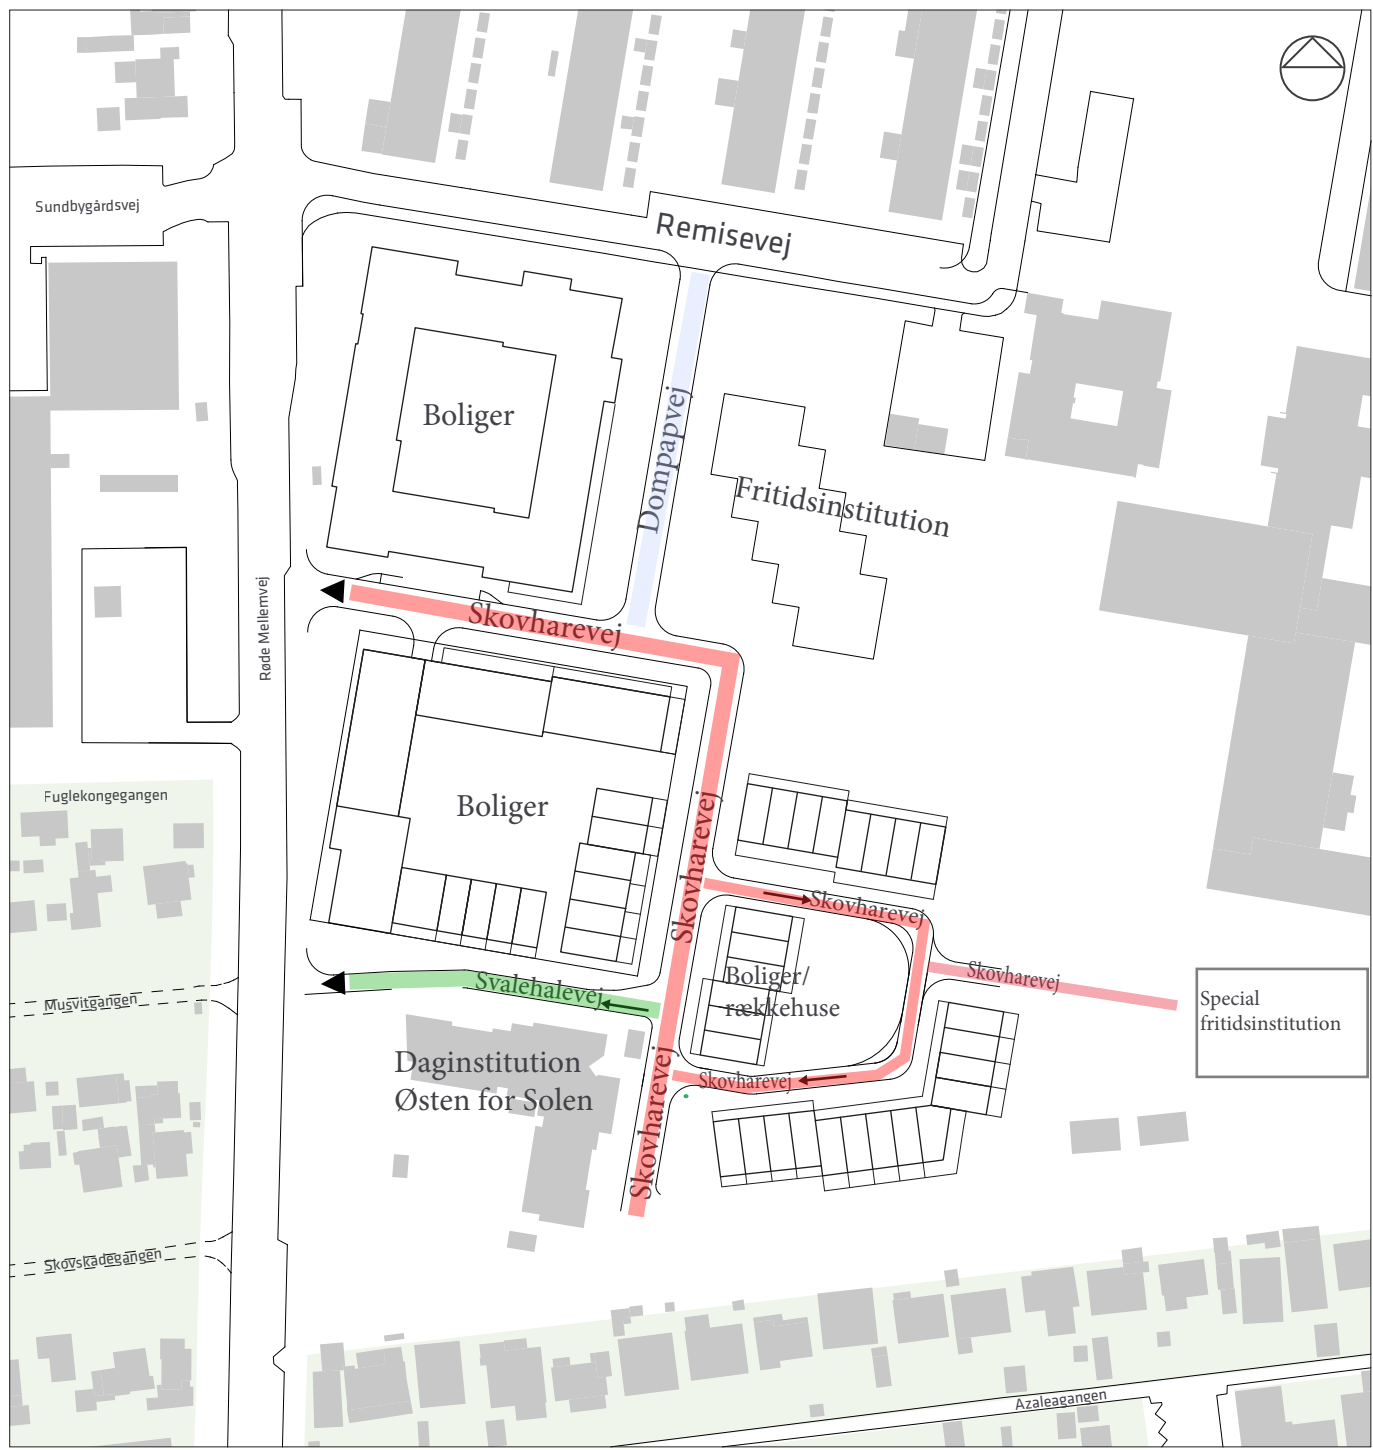 Sundbygårdsvej
Remisevej
Boliger
Dompapvej
Fritidsinstitution
Røde Mellemvej
Skovharevej
Fuglekongegangen
Boliger
Skovharevej
Skovharevej
Skovharevej
Boliger/
rækkehuse
Svalehalevej
Musvitgangen
Special
fritidsinstitution
Daginstitution
Østen for Solen
Skovharevej
Skovharevej
Skovskadegangen
Azaleagangen